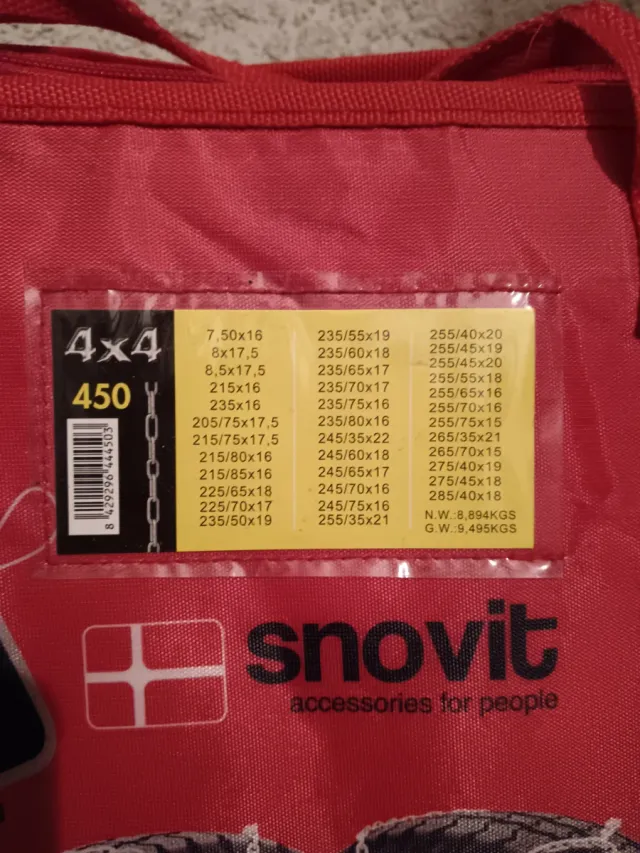 4x4
450
8 429296 444503
7,50x16
8x17,5
8,5x17,5
215x16
235x16
205/75x17,5
215/75x17,5
215/80x16
215/85x16
225/65x18
225/70x17
235/50x19
235/55x19
235/60x18
235/65x17
235/70x17
235/75x16
235/80x16
245/35x22
245/60x18
245/65x17
245/70x16
245/75x16
255/35x21
255/40x20
255/45x19
255/45x20
255/55x18
255/65x16
255/70x16
255/75x15
265/35x21
265/70x15
275/40x19
275/45x18
285/40x18
N.W.:8,894KGS
G.W.:9,495KGS
snovit
accessories for people